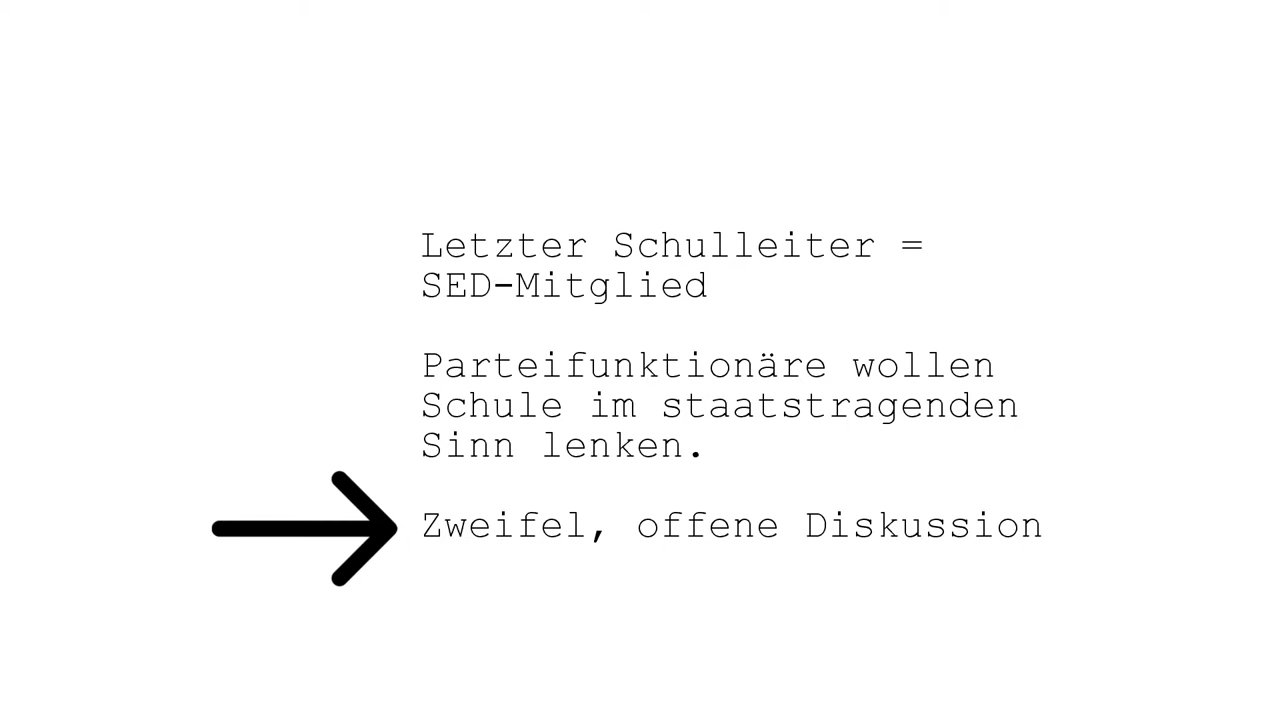 Letzter Schulleiter =
SED-Mitglied
Parteifunktionäre wollen
Schule im staatstragenden
Sinn lenken.
Zweifel, offene Diskussion